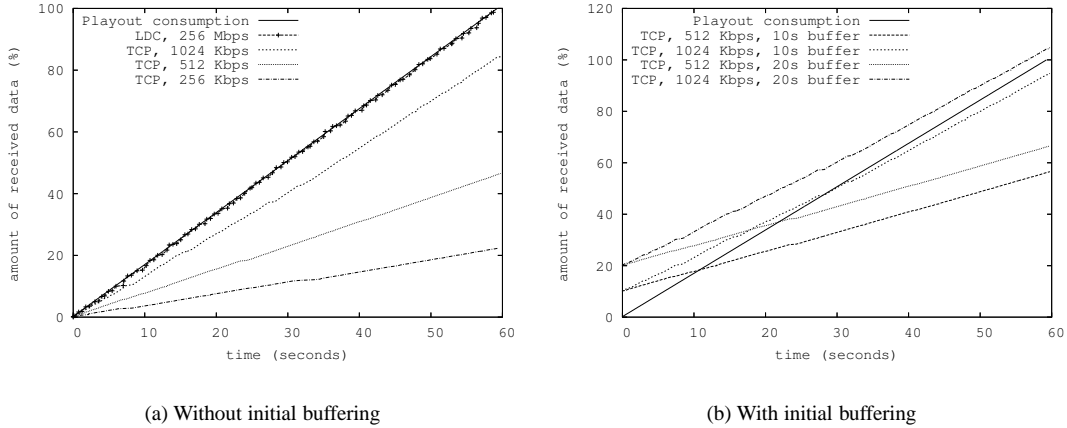 Playout consumption
LDC, 256 Mbps
TCP, 1024 Kbps
TCP, 512 Kbps
TCP, 256 Kbps
amount of received data (%)
100
80
60
40
20
0
0 10 20 30 40 50 60
time (seconds)
(a) Without initial buffering
Playout consumption
TCP, 512 Kbps, 10s buffer
TCP, 1024 Kbps, 10s buffer
TCP, 512 Kbps, 20s buffer
TCP, 1024 Kbps, 20s buffer
amount of received data (%)
120
100
80
60
40
20
0
0 10 20 30 40 50 60
time (seconds)
(b) With initial buffering